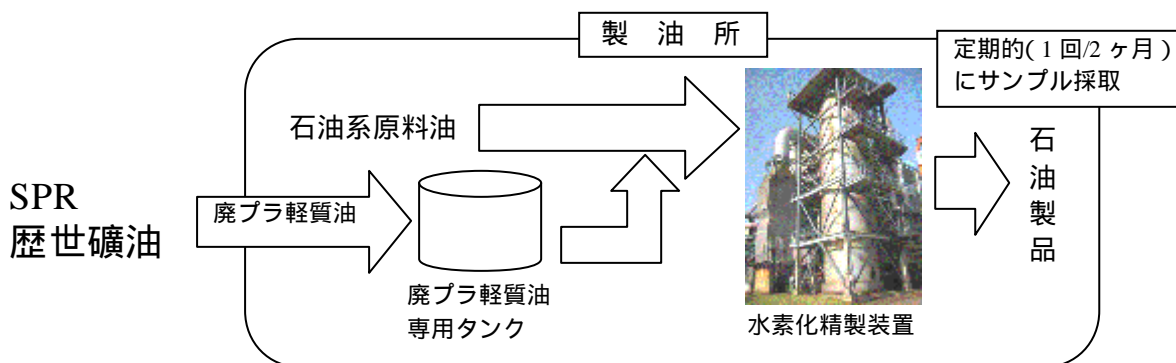 製 油 所
定期的( 1 回/2 ヶ月 )
にサンプル採取
石油系原料油
SPR
歴世礦油
廃プラ軽質油
廃プラ軽質油
専用タンク
水素化精製装置
石油製品